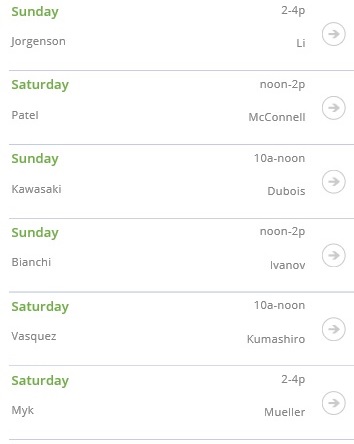 Sunday 2-4p
Jorgenson Li
Saturday noon-2p
Patel McConnell
Sunday 10a-noon
Kawasaki Dubois
Sunday noon-2p
Bianchi Ivanov
Saturday 10a-noon
Vasquez Kumashiro
Saturday 2-4p
Myk Mueller